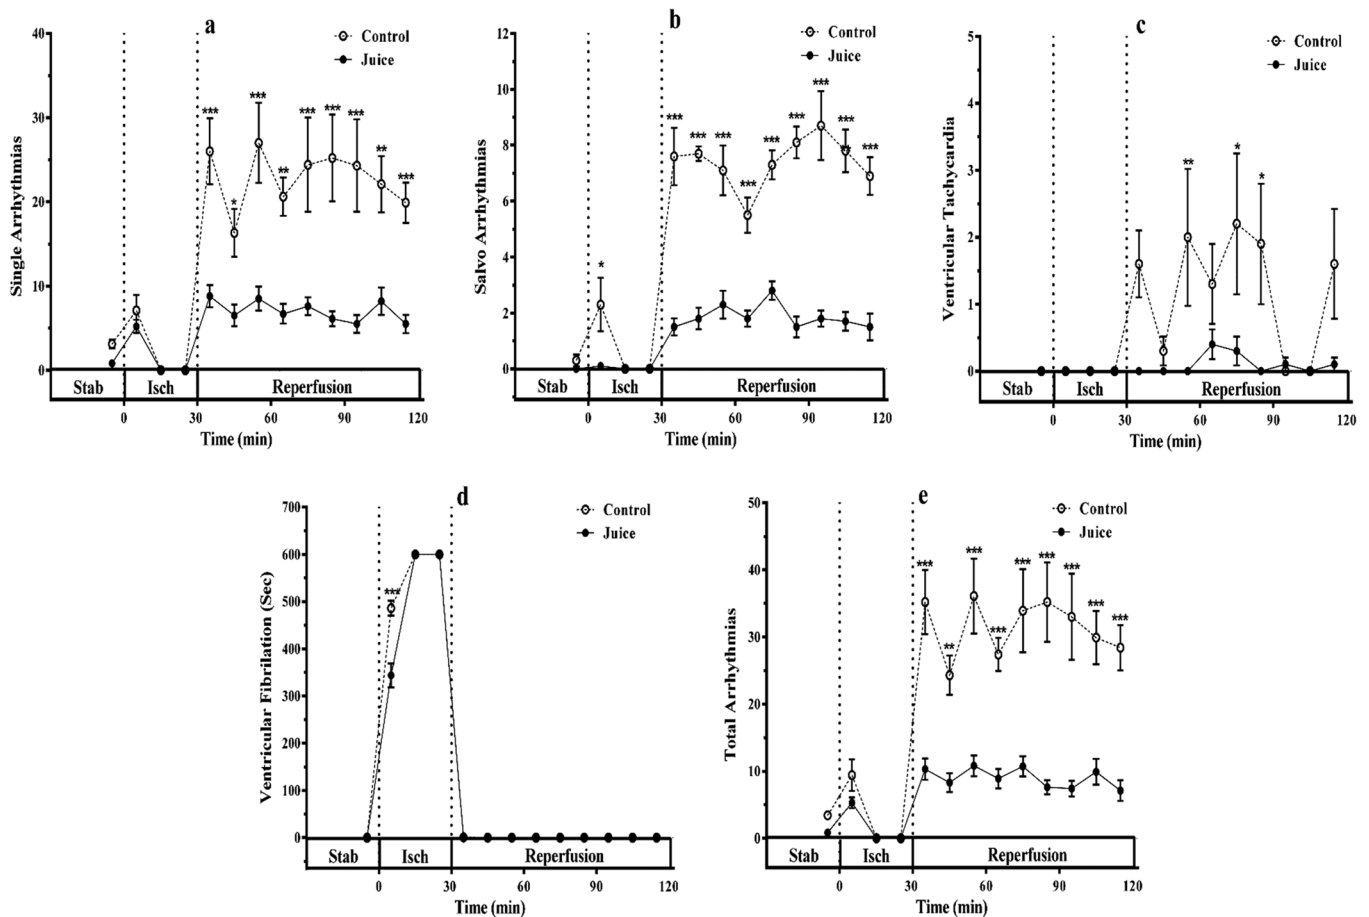 a
Control
Juice
Single Arrhythmias
40
30
20
10
0
*** * *** ** *** *** *** ** ***
Stab Isch Reperfusion
0 30 60 90 120
Time (min)
b
Control
Juice
Salvo Arrhythmias
12
10
8
6
4
2
0
* *** *** *** *** *** *** *** *** ** ***
Stab Isch Reperfusion
0 30 60 90 120
Time (min)
c
Control
Juice
Ventricular Tachycardia
5
4
3
2
1
0
** * *
Stab Isch Reperfusion
0 30 60 90 120
Time (min)
d
Control
Juice
Ventricular Fibrilation (Sec)
700
600
500
400
300
200
100
0
***
Stab Isch Reperfusion
0 30 60 90 120
Time (min)
e
Control
Juice
Total Arrhythmias
50
40
30
20
10
0
*** ** *** *** *** *** *** *** ***
Stab Isch Reperfusion
0 30 60 90 120
Time (min)